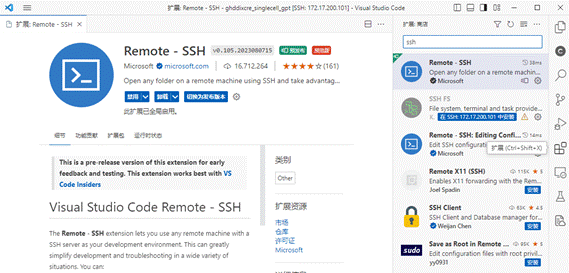 扩展: Remote - SSH - ghddixcre_singlecell_gpt [SSH: 172.17.200.101] - Visual Studio Code
扩展: Remote - SSH
Remote - SSH
v0.105.2023080715
预发布
预览版
Microsoft
microsoft.com
16,712,264
(161)
Open any folder on a remote machine using SSH and take advantag...
禁用
卸载
切换为发布版本
此扩展已全局启用。
细节
功能贡献
扩展包
运行时状态
This is a pre-release version of this extension for early
feedback and testing. This extension works best with VS
Code Insiders
Visual Studio Code Remote - SSH
The Remote - SSH extension lets you use any remote machine with a
SSH server as your development environment. This can greatly
simplify development and troubleshooting in a wide variety of
situations. You can:
类别
Other
扩展资源
市场
仓库
许可证
Microsoft
扩展: 商店
ssh
Remote - SSH
38ms
Open any folder on a remote machin...
Microsoft
SSH FS
File system, terminal and task provide...
K.
在 SSH: 172.17.200.101 中安装
Remote - SSH: Editing Confi...
14ms
Edit SSH configuration
Microsoft
扩展 (Ctrl+Shift+X)
Remote X11 (SSH)
115K
5
Enables X11 forwarding with the Rem...
Joel Spadin
安装
SSH Client
83K
4.5
SSH Client and Database manager for...
Weijan Chen
安装
sudo
Save as Root in Remote ...
65K
5
Edit configuration files with root privil...
yy0931
安装